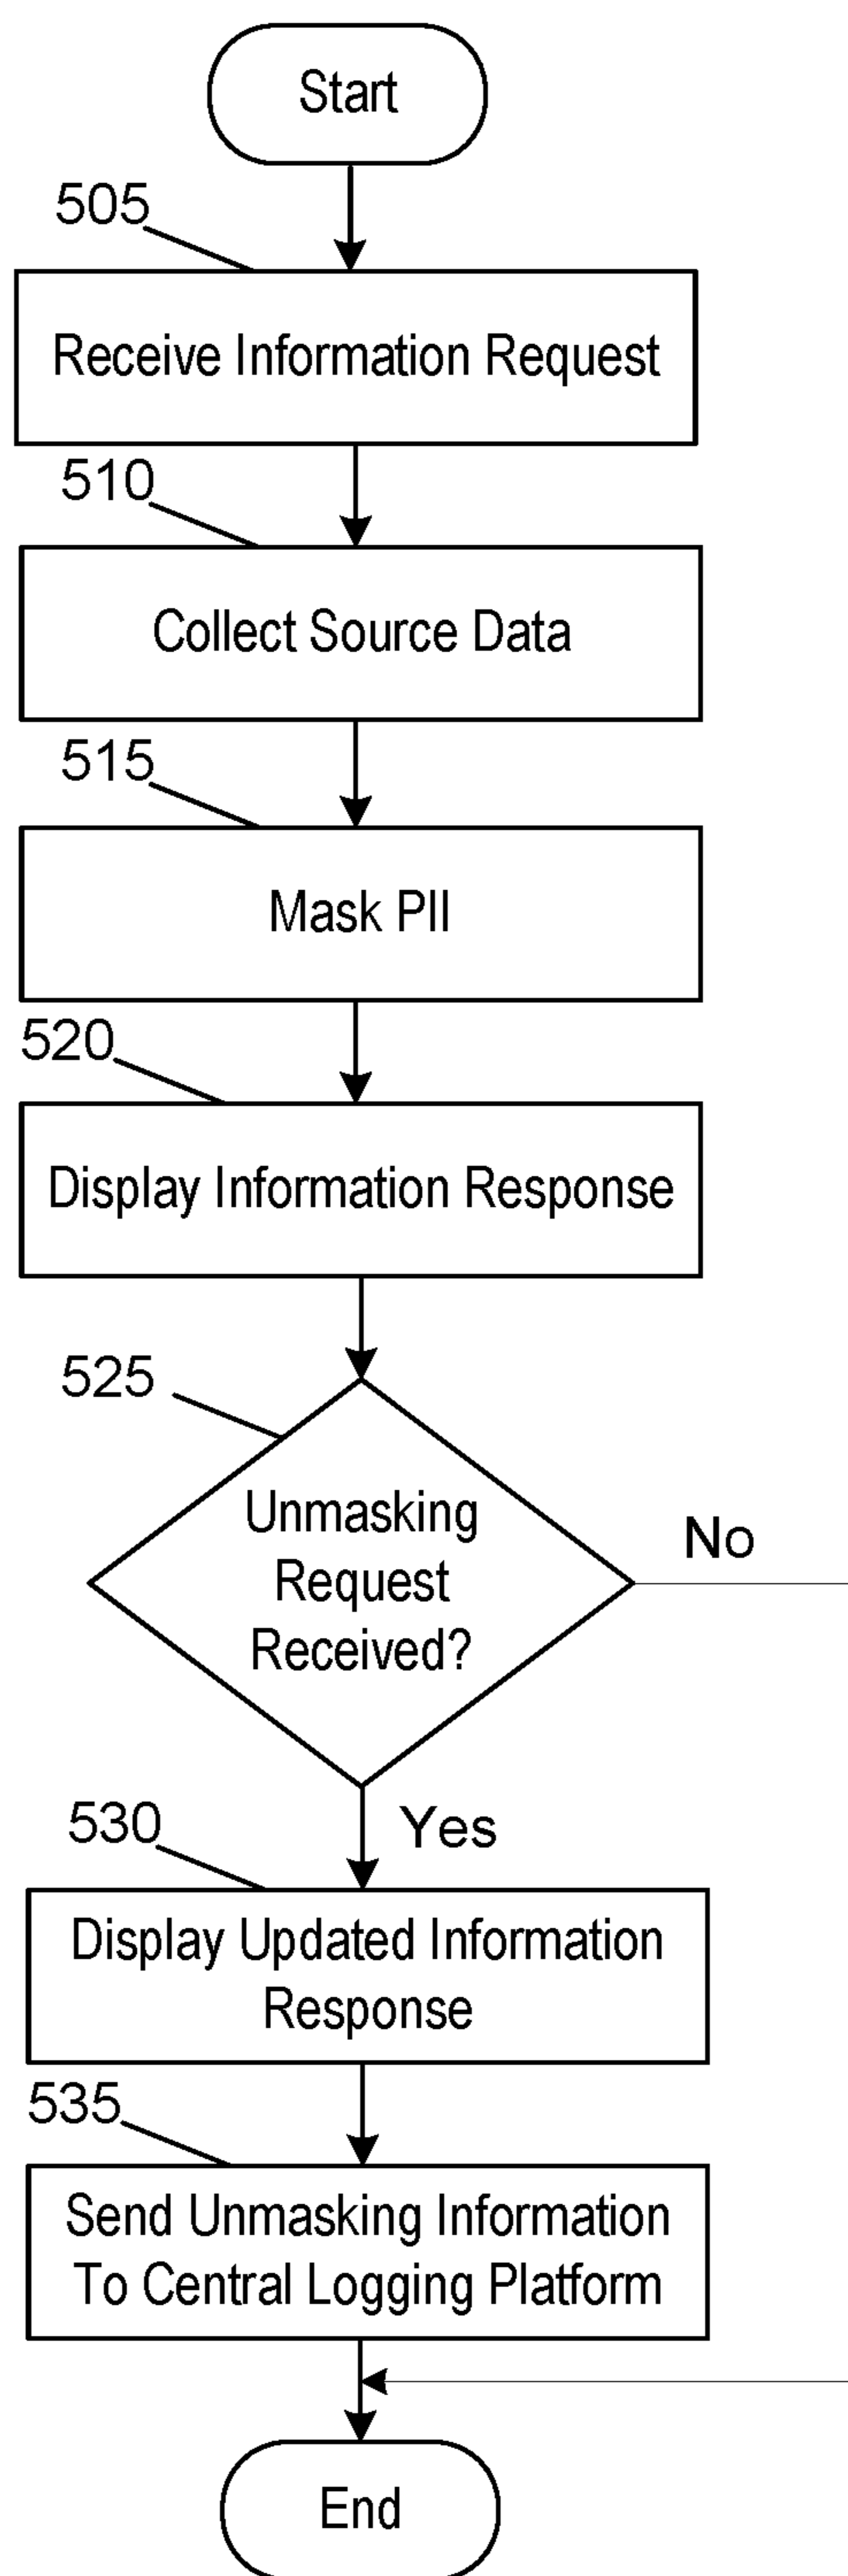 Start
505
Receive Information Request
510
Collect Source Data
515
Mask PII
520
Display Information Response
525
Unmasking
Request
Received?
No
Yes
530
Display Updated Information
Response
535
Send Unmasking Information
To Central Logging Platform
End